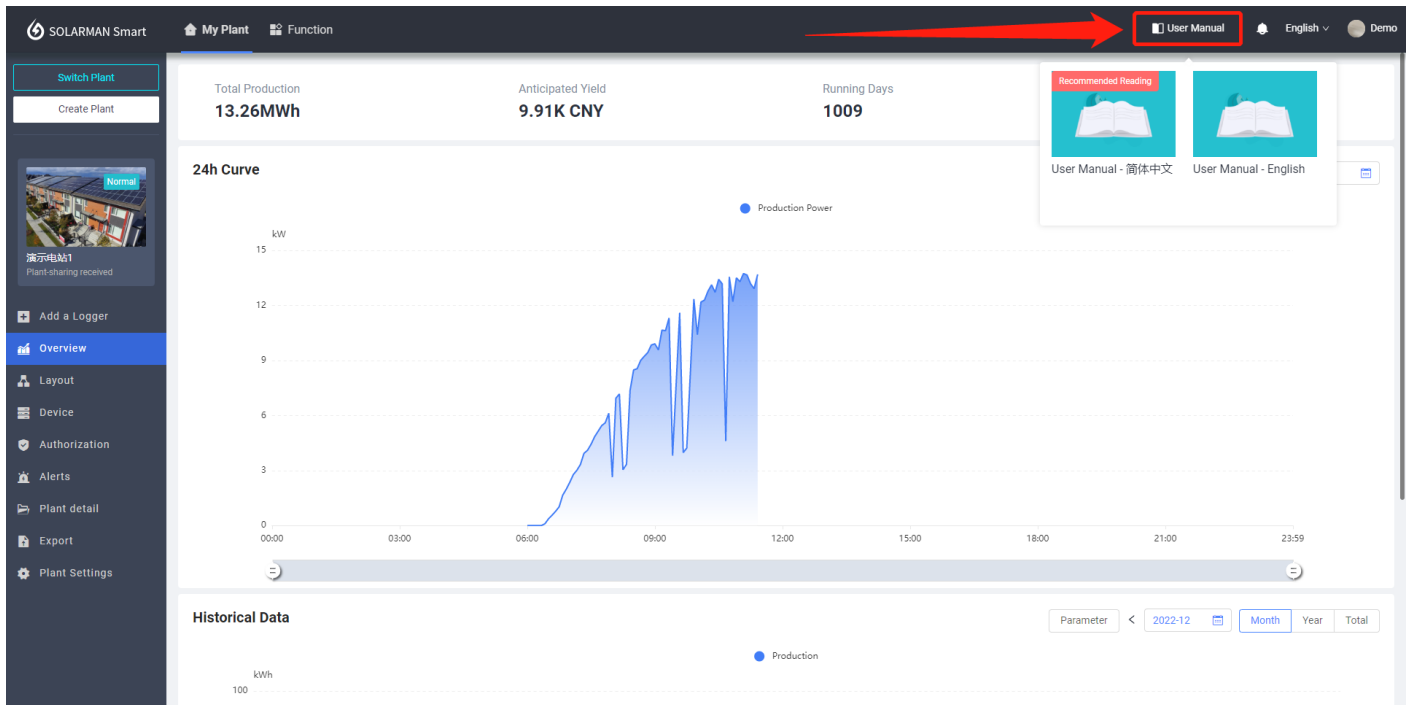 SOLARMAN Smart
My Plant
Function
User Manual
English
Demo
Switch Plant
Create Plant
Normal
演示电站1
Plant-sharing received
Add a Logger
Overview
Layout
Device
Authorization
Alerts
Plant detail
Export
Plant Settings
Total Production
13.26MWh
Anticipated Yield
9.91K CNY
Running Days
1009
Recommended Reading
User Manual - 简体中文
User Manual - English
24h Curve
Production Power
kW
15
12
9
6
3
0
00:00
03:00
06:00
09:00
12:00
15:00
18:00
21:00
23:59
Historical Data
Parameter
<
2022-12
Month
Year
Total
Production
kWh
100